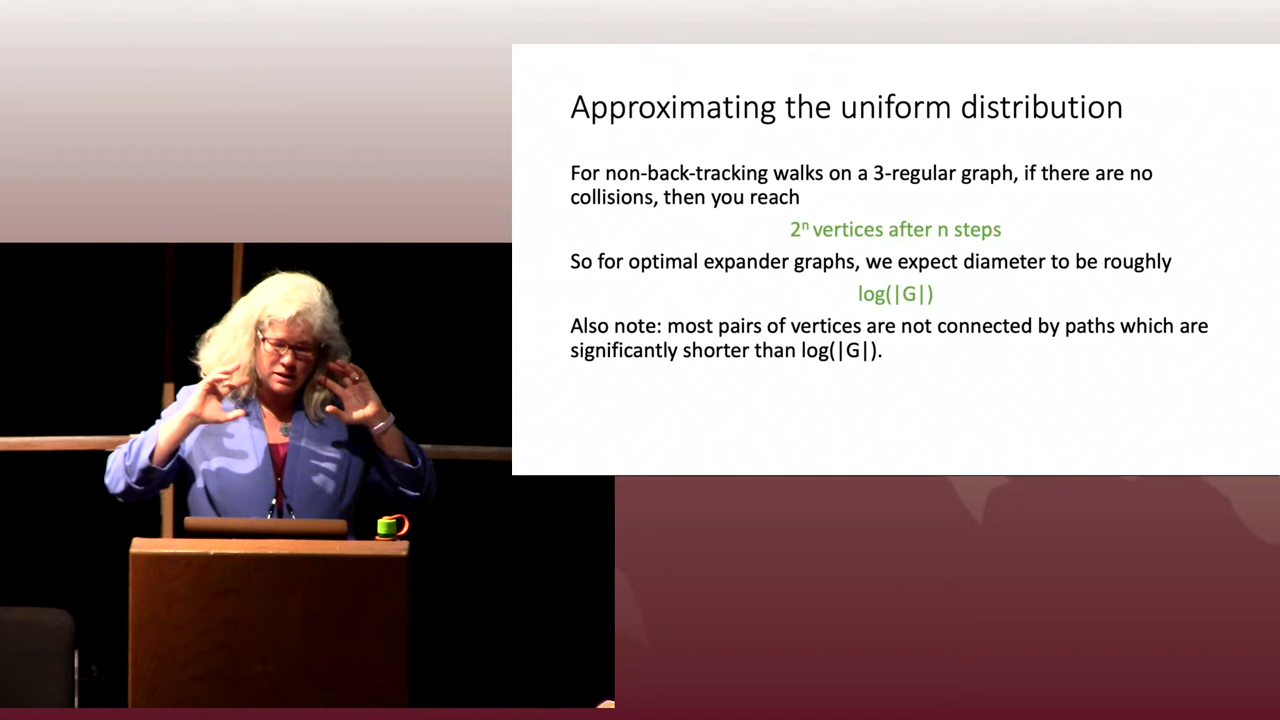 Approximating the uniform distribution
For non-back-tracking walks on a 3-regular graph, if there are no
collisions, then you reach
2ⁿ vertices after n steps
So for optimal expander graphs, we expect diameter to be roughly
log(|G|)
Also note: most pairs of vertices are not connected by paths which are
significantly shorter than log(|G|).